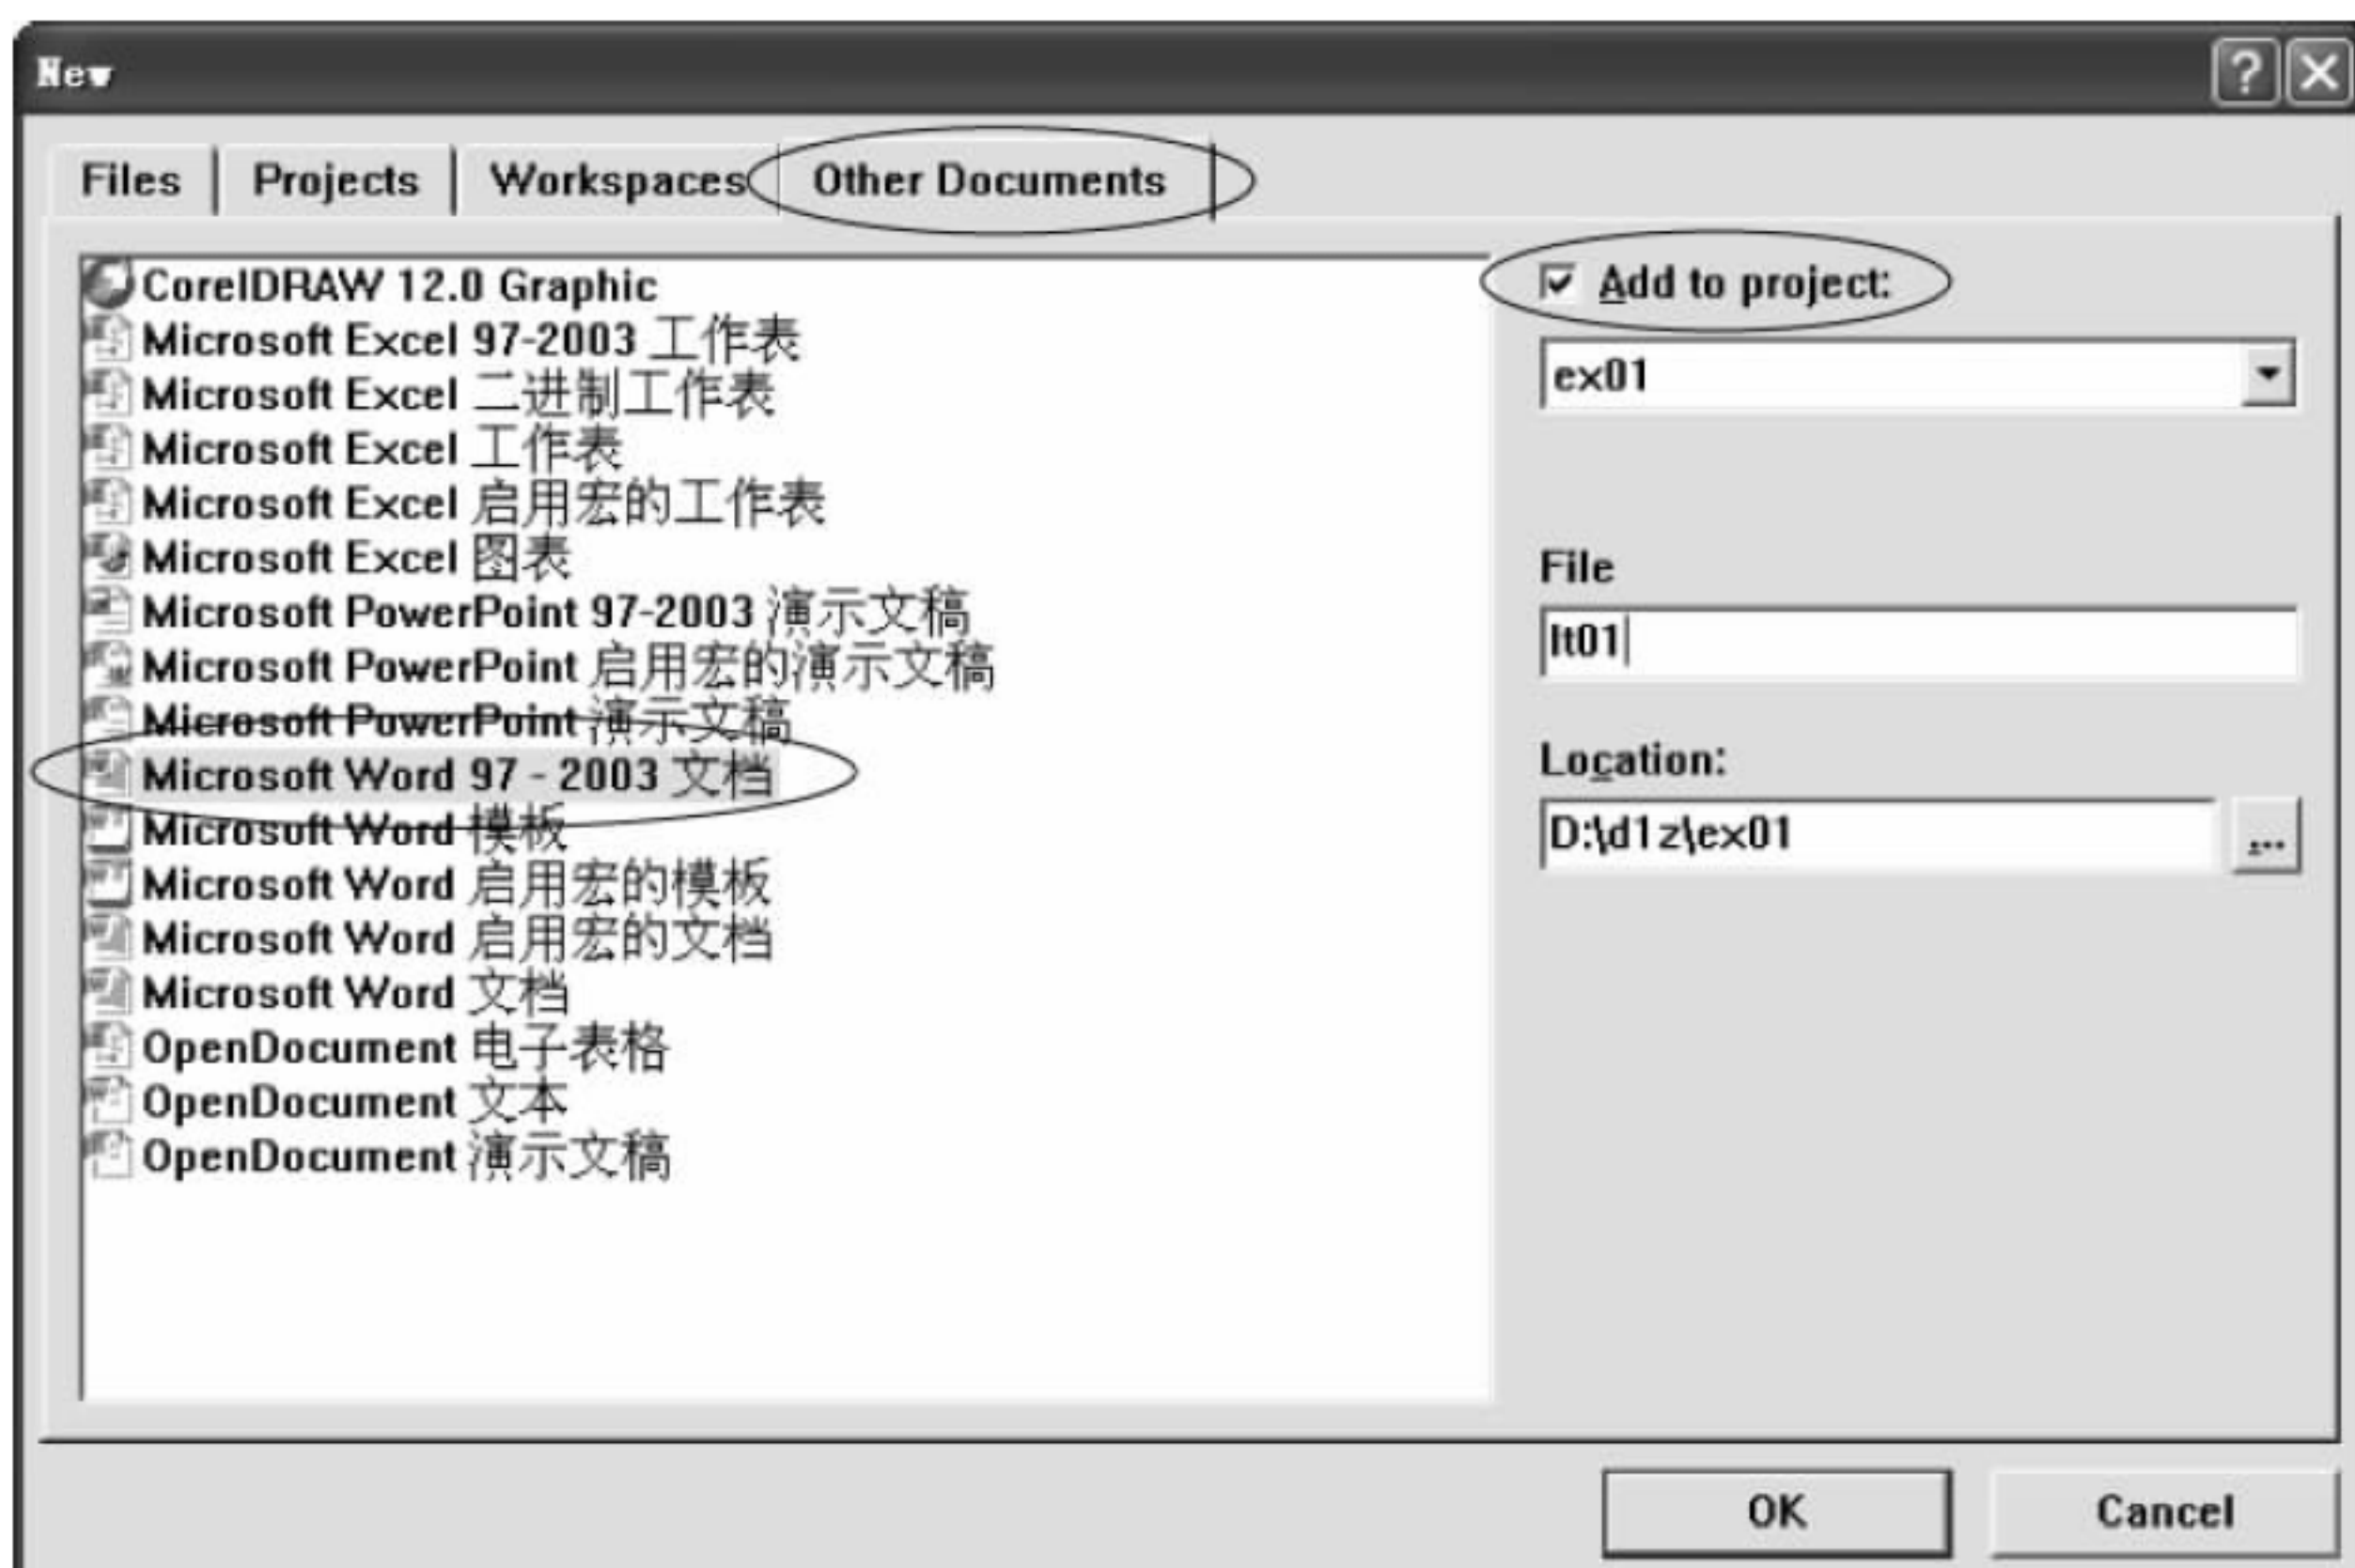 New
Files
Projects
Workspaces
Other Documents
CorelDRAW 12.0 Graphic
Microsoft Excel 97-2003 工作表
Microsoft Excel 二进制工作表
Microsoft Excel 工作表
Microsoft Excel 启用宏的工作表
Microsoft Excel 图表
Microsoft PowerPoint 97-2003 演示文稿
Microsoft PowerPoint 启用宏的演示文稿
Microsoft PowerPoint 演示文稿
Microsoft Word 97 - 2003 文档
Microsoft Word 模板
Microsoft Word 启用宏的模板
Microsoft Word 启用宏的文档
Microsoft Word 文档
OpenDocument 电子表格
OpenDocument 文本
OpenDocument 演示文稿
Add to project:
ex01
File
lt01
Location:
D:\d1z\ex01
...
OK
Cancel